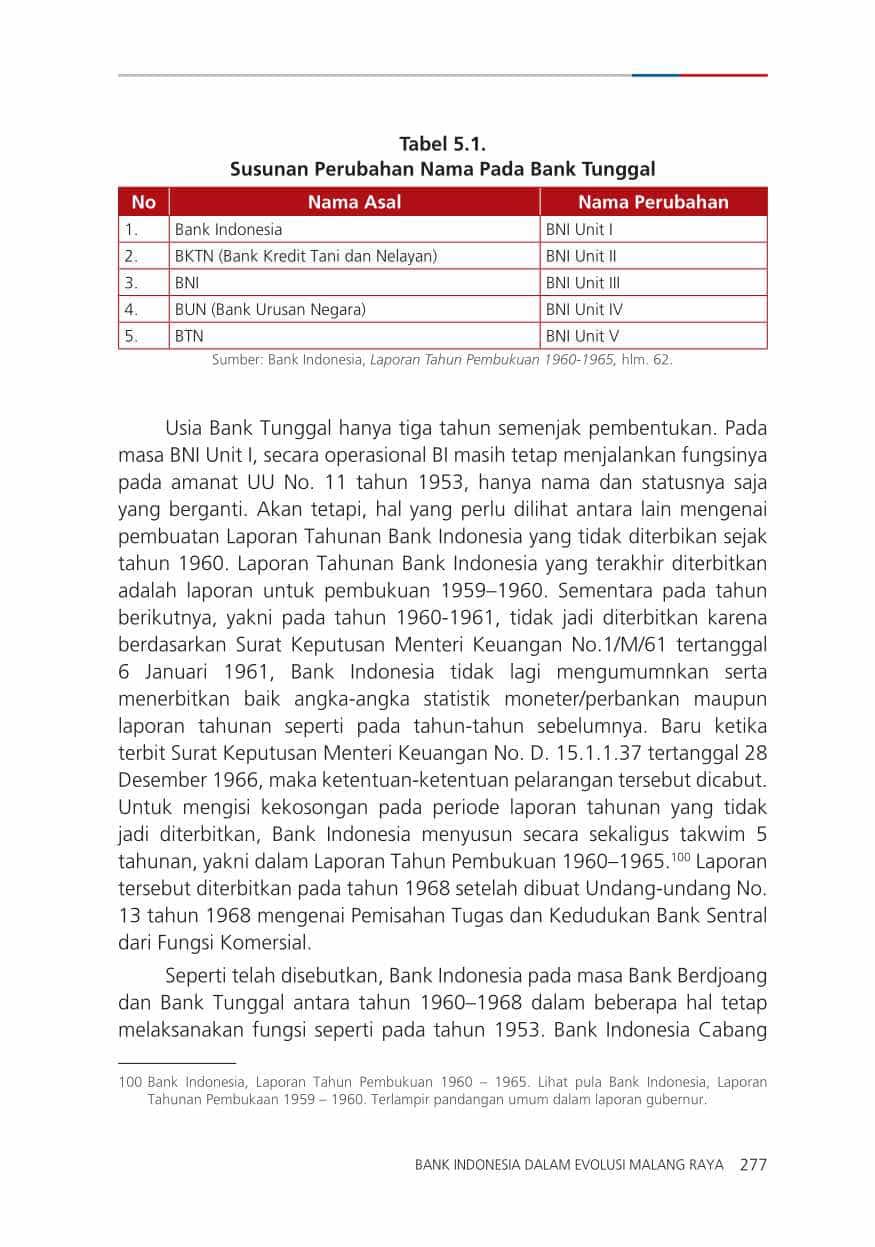 Tabel 5.1.
Susunan Perubahan Nama Pada Bank Tunggal
No Nama Asal Nama Perubahan
1. Bank Indonesia BNI Unit I
2. BKTN (Bank Kredit Tani dan Nelayan) BNI Unit II
3. BNI BNI Unit III
4. BUN (Bank Urusan Negara) BNI Unit IV
5. BTN BNI Unit V
Sumber: Bank Indonesia, Laporan Tahun Pembukuan 1960-1965, hlm. 62.
Usia Bank Tunggal hanya tiga tahun semenjak pembentukan. Pada
masa BNI Unit I, secara operasional BI masih tetap menjalankan fungsinya
pada amanat UU No. 11 tahun 1953, hanya nama dan statusnya saja
yang berganti. Akan tetapi, hal yang perlu dilihat antara lain mengenai
pembuatan Laporan Tahunan Bank Indonesia yang tidak diterbikan sejak
tahun 1960. Laporan Tahunan Bank Indonesia yang terakhir diterbitkan
adalah laporan untuk pembukuan 1959–1960. Sementara pada tahun
berikutnya, yakni pada tahun 1960-1961, tidak jadi diterbitkan karena
berdasarkan Surat Keputusan Menteri Keuangan No.1/M/61 tertanggal
6 Januari 1961, Bank Indonesia tidak lagi mengumumnkan serta
menerbitkan baik angka-angka statistik moneter/perbankan maupun
laporan tahunan seperti pada tahun-tahun sebelumnya. Baru ketika
terbit Surat Keputusan Menteri Keuangan No. D. 15.1.1.37 tertanggal 28
Desember 1966, maka ketentuan-ketentuan pelarangan tersebut dicabut.
Untuk mengisi kekosongan pada periode laporan tahunan yang tidak
jadi diterbitkan, Bank Indonesia menyusun secara sekaligus takwim 5
tahunan, yakni dalam Laporan Tahun Pembukuan 1960–1965.100 Laporan
tersebut diterbitkan pada tahun 1968 setelah dibuat Undang-undang No.
13 tahun 1968 mengenai Pemisahan Tugas dan Kedudukan Bank Sentral
dari Fungsi Komersial.
Seperti telah disebutkan, Bank Indonesia pada masa Bank Berdjoang
dan Bank Tunggal antara tahun 1960–1968 dalam beberapa hal tetap
melaksanakan fungsi seperti pada tahun 1953. Bank Indonesia Cabang
100 Bank Indonesia, Laporan Tahun Pembukuan 1960 – 1965. Lihat pula Bank Indonesia, Laporan
Tahunan Pembukaan 1959 – 1960. Terlampir pandangan umum dalam laporan gubernur.
BANK INDONESIA DALAM EVOLUSI MALANG RAYA 277